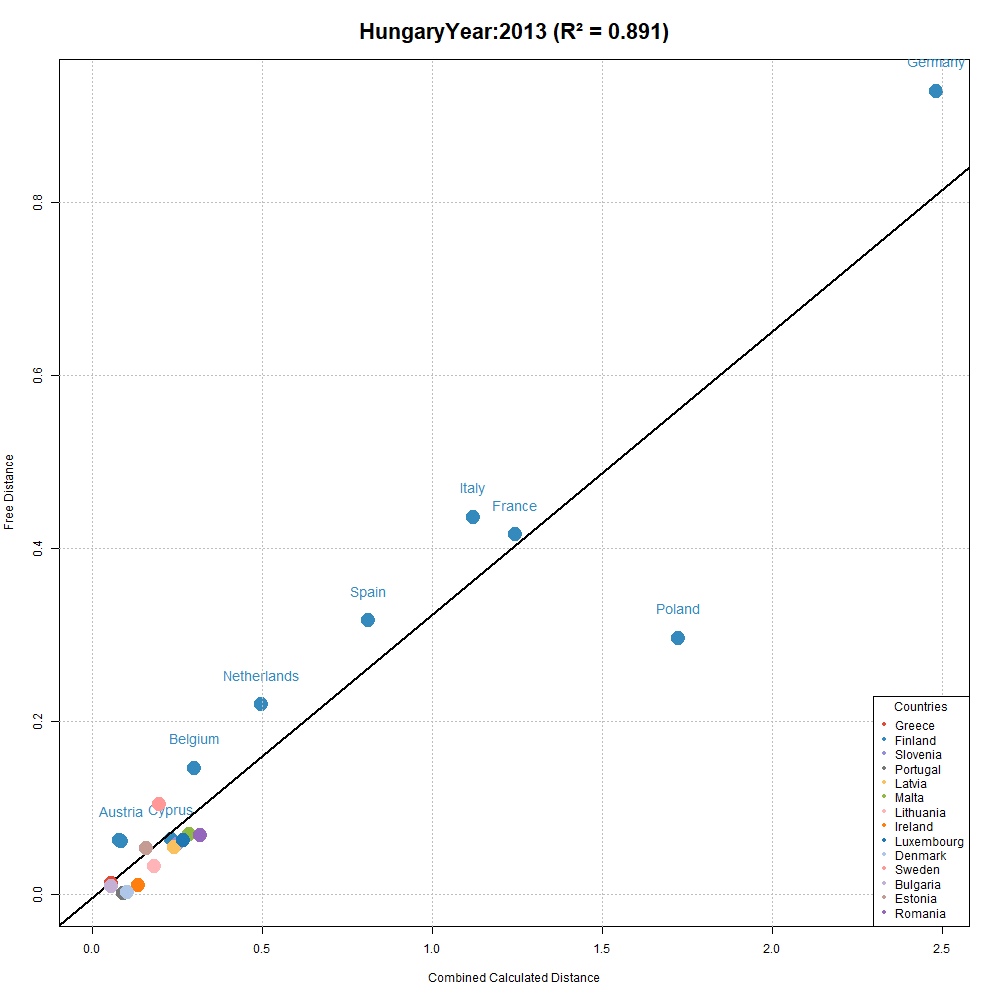 HungaryYear:2013 (R² = 0.891)
Germany
0.8
0.6
Italy
France
Free Distance
0.4
Spain
Poland
Netherlands
0.2
Belgium
Austria
Cyprus
0.0
Countries
Greece
Finland
Slovenia
Portugal
Latvia
Malta
Lithuania
Ireland
Luxembourg
Denmark
Sweden
Bulgaria
Estonia
Romania
0.0 0.5 1.0 1.5 2.0 2.5
Combined Calculated Distance